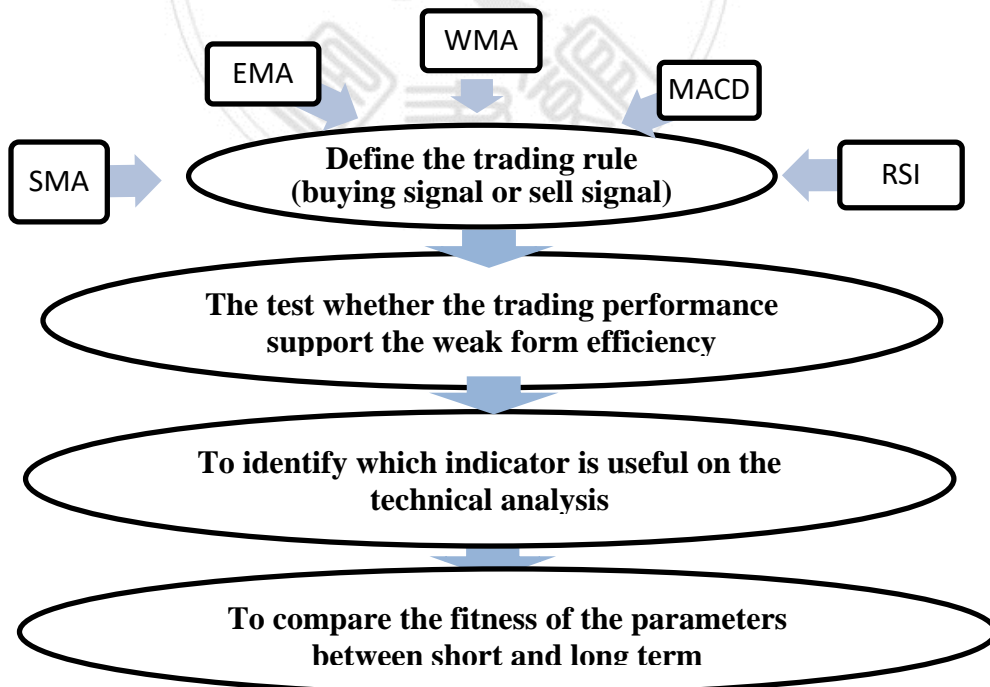 WMA
EMA
MACD
SMA
RSI
Define the trading rule
(buying signal or sell signal)
The test whether the trading performance
support the weak form efficiency
To identify which indicator is useful on the
technical analysis
To compare the fitness of the parameters
between short and long term